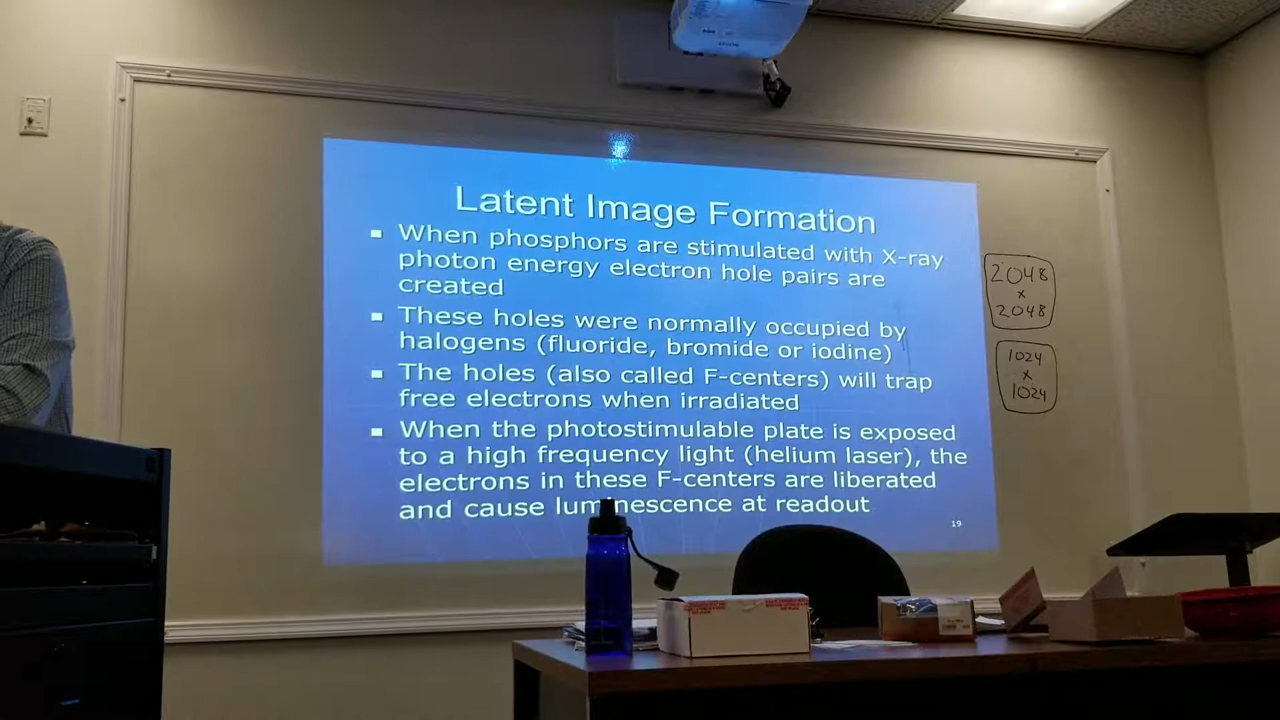 Latent Image Formation
When phosphors are stimulated with X-ray
photon energy electron hole pairs are
created
These holes were normally occupied by
halogens (fluoride, bromide or iodine)
The holes (also called F-centers) will trap
free electrons when irradiated
When the photostimulable plate is exposed
to a high frequency light (helium laser), the
electrons in these F-centers are liberated
and cause luminescence at readout
19
2048
x
2048
1024
x
1024
EPSON